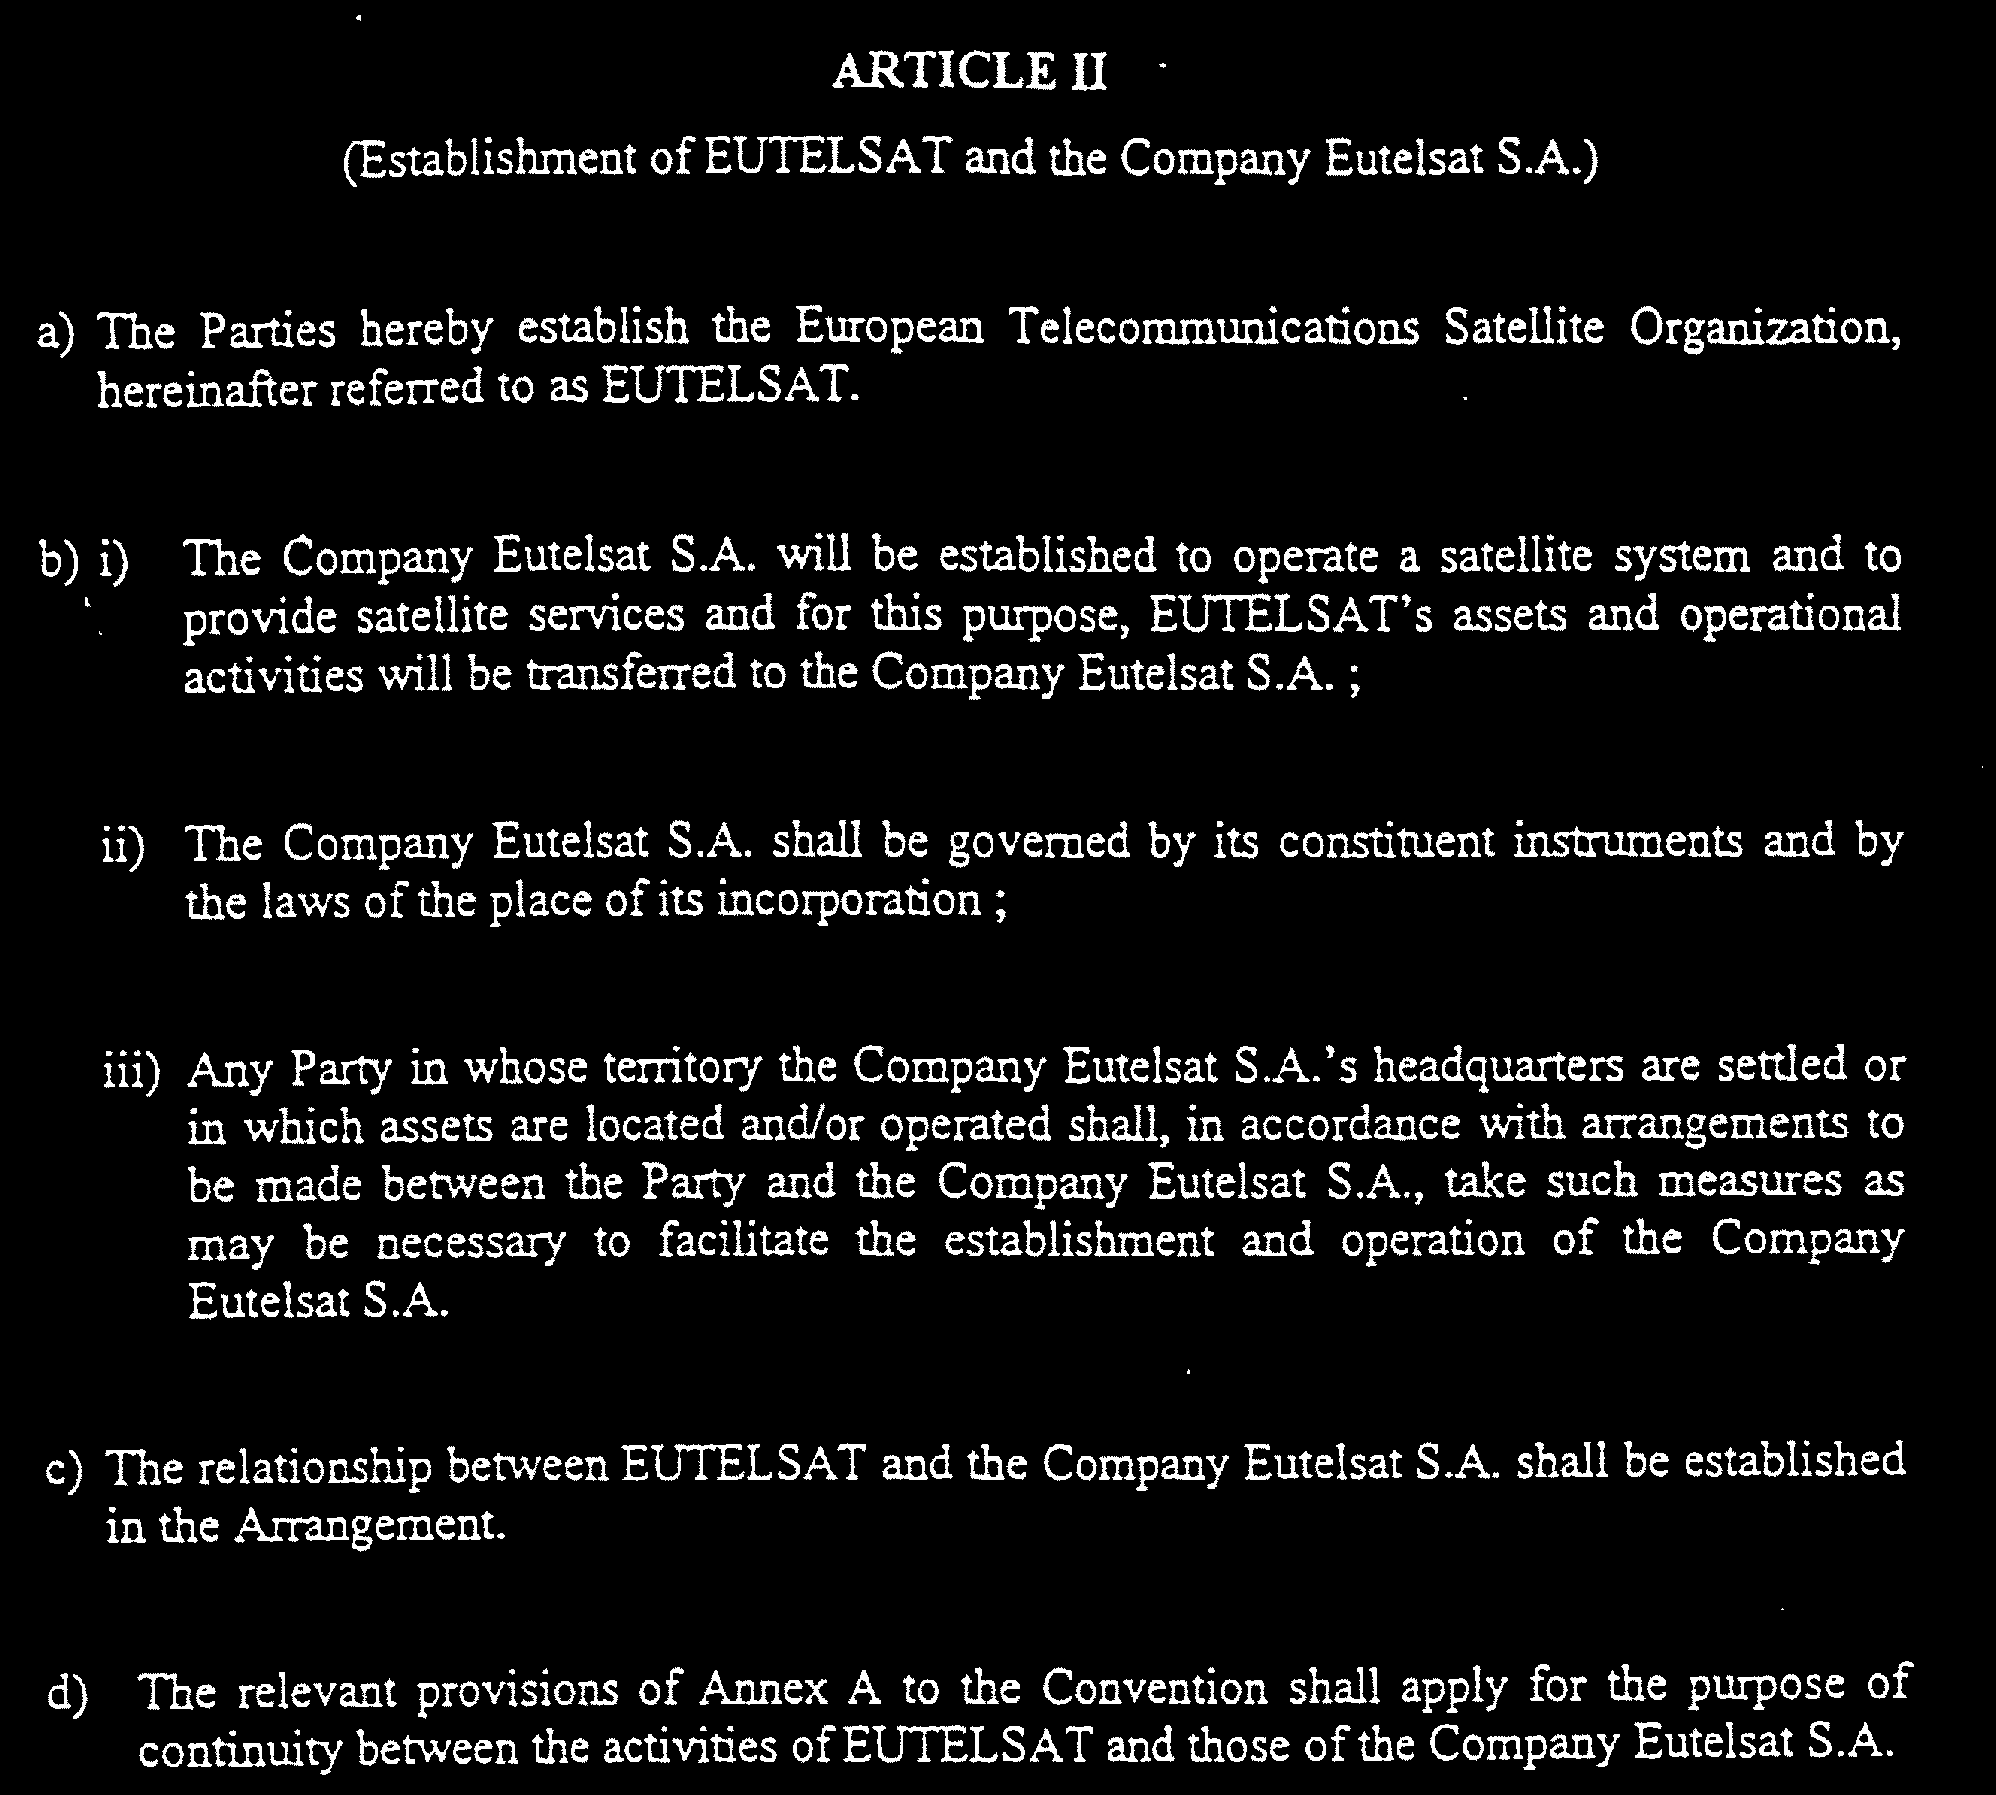 ARTICLE II
(Establishment of EUTELSAT and the Company Eutelsat S.A.)
a) The Parties hereby establish the European Telecommunications Satellite Organization,
hereinafter referred to as EUTELSAT.
b) i) The Company Eutelsat S.A. will be established to operate a satellite system and to
provide satellite services and for this purpose, EUTELSAT's assets and operational
activities will be transferred to the Company Eutelsat S.A. ;
ii) The Company Eutelsat S.A. shall be governed by its constituent instruments and by
the laws of the place of its incorporation ;
iii) Any Party in whose territory the Company Eutelsat S.A.'s headquarters are settled or
in which assets are located and/or operated shall, in accordance with arrangements to
be made between the Party and the Company Eutelsat S.A., take such measures as
may be necessary to facilitate the establishment and operation of the Company
Eutelsat S.A.
c) The relationship between EUTELSAT and the Company Eutelsat S.A. shall be established
in the Arrangement.
d) The relevant provisions of Annex A to the Convention shall apply for the purpose of
continuity between the activities of EUTELSAT and those of the Company Eutelsat S.A.